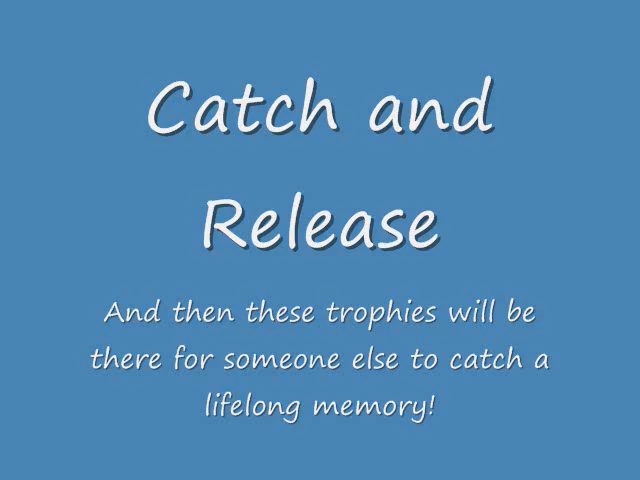 Catch and
Release
And then these trophies will be
there for someone else to catch a
lifelong memory!